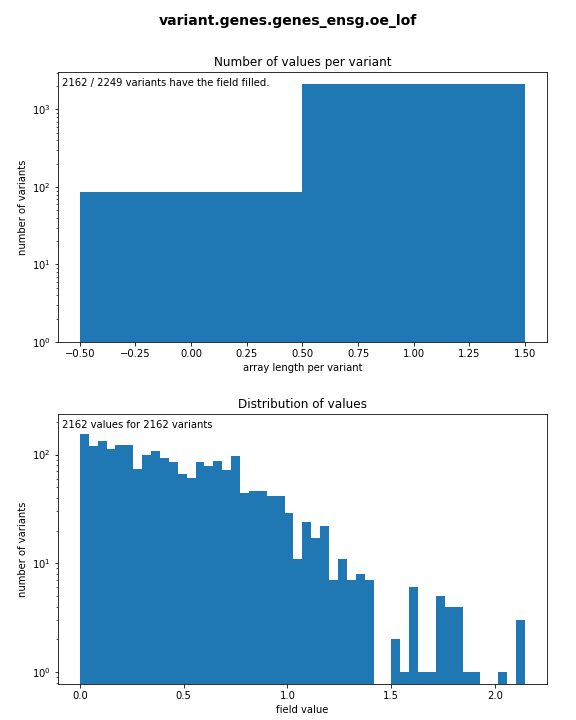 variant.genes.genes_ensg.oe_lof
Number of values per variant
2162 / 2249 variants have the field filled.
number of variants
10³
10²
10¹
10⁰
−0.50 −0.25 0.00 0.25 0.50 0.75 1.00 1.25 1.50
array length per variant
Distribution of values
2162 values for 2162 variants
number of variants
10²
10¹
10⁰
0.0 0.5 1.0 1.5 2.0
field value